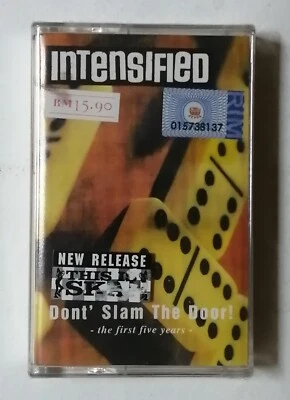 INTENSIFIED
RM15.90
RIM
015738137
NEW RELEASE
THIS IS
SKA
Dont' Slam The Door!
- the first five years -